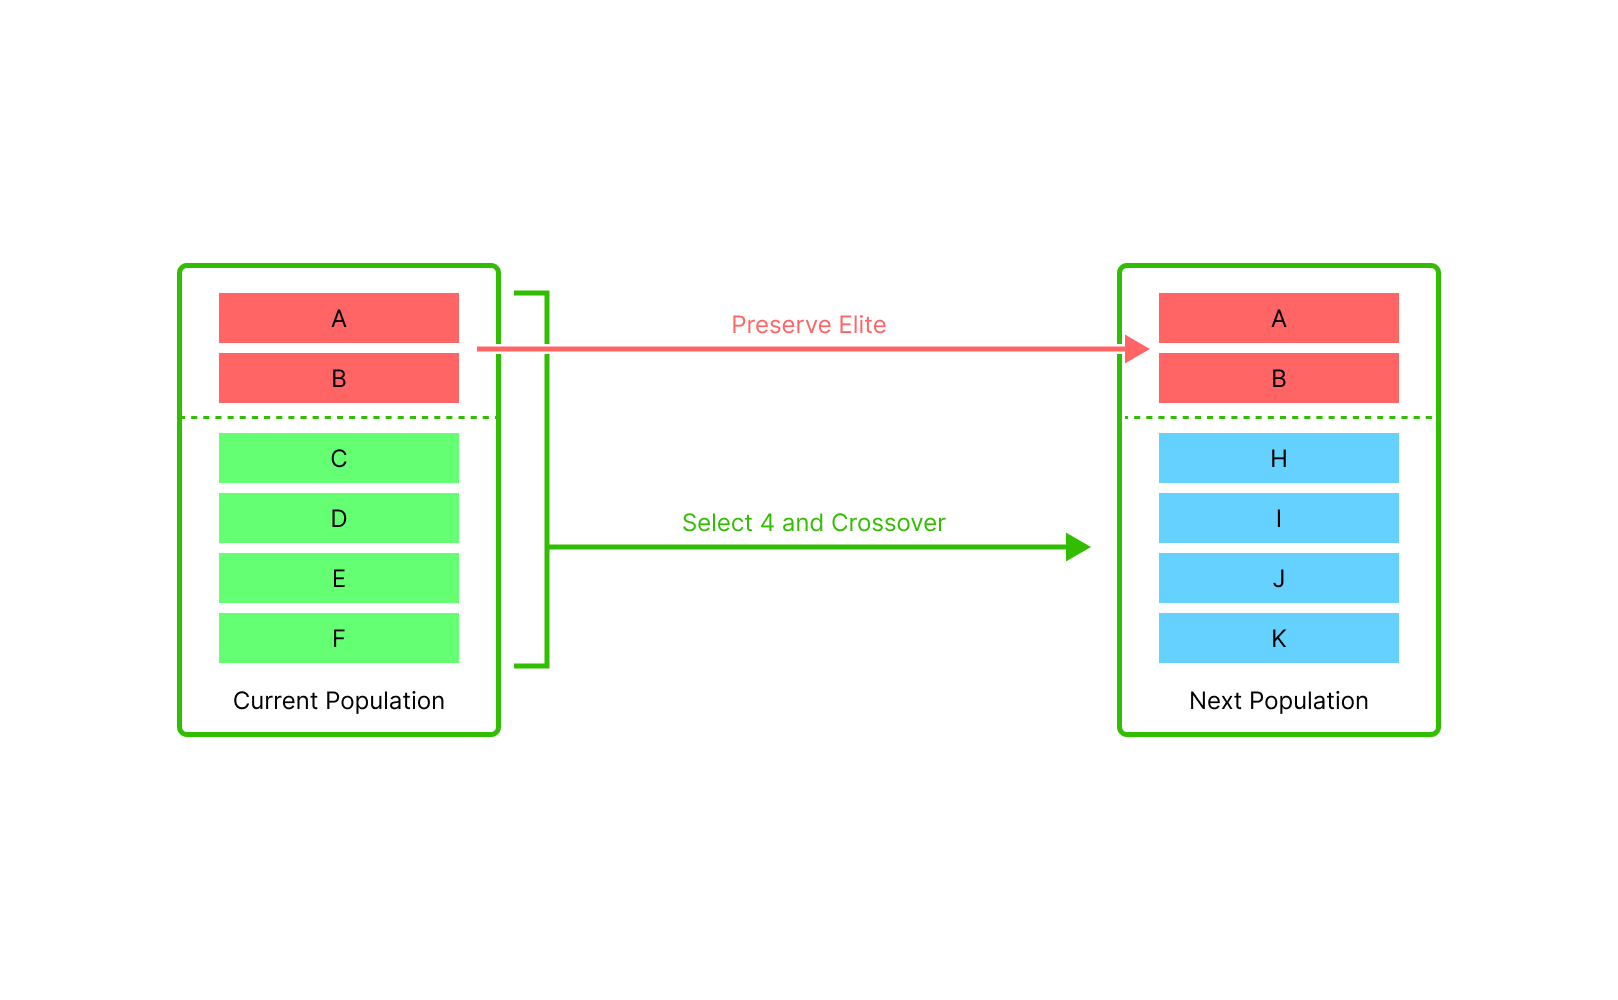 A
B
C
D
E
F
Current Population
Preserve Elite
Select 4 and Crossover
A
B
H
I
J
K
Next Population